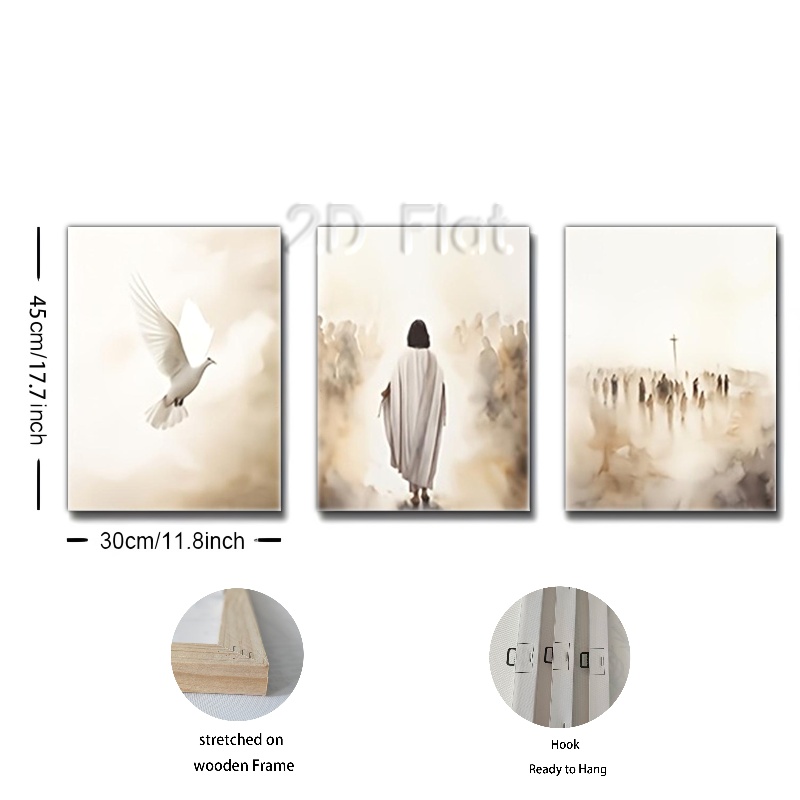 2D Flat
45cm/17.7inch
30cm/11.8inch
stretched on
wooden Frame
Hook
Ready to Hang